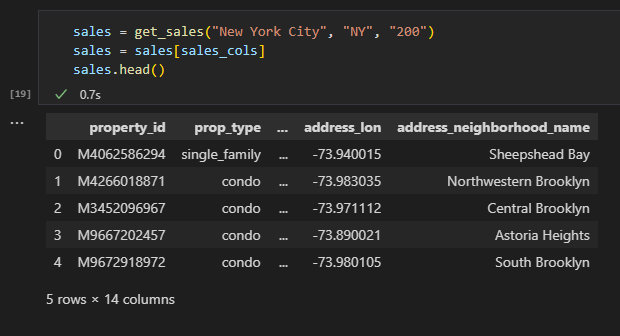 sales = get_sales("New York City", "NY", "200")
sales = sales[sales_cols]
sales.head()
[19] 0.7s
...
property_id prop_type ... address_lon address_neighborhood_name
0 M4062586294 single_family ... -73.940015 Sheepshead Bay
1 M4266018871 condo ... -73.983035 Northwestern Brooklyn
2 M3452096967 condo ... -73.971112 Central Brooklyn
3 M9667202457 condo ... -73.890021 Astoria Heights
4 M9672918972 condo ... -73.980105 South Brooklyn
5 rows × 14 columns